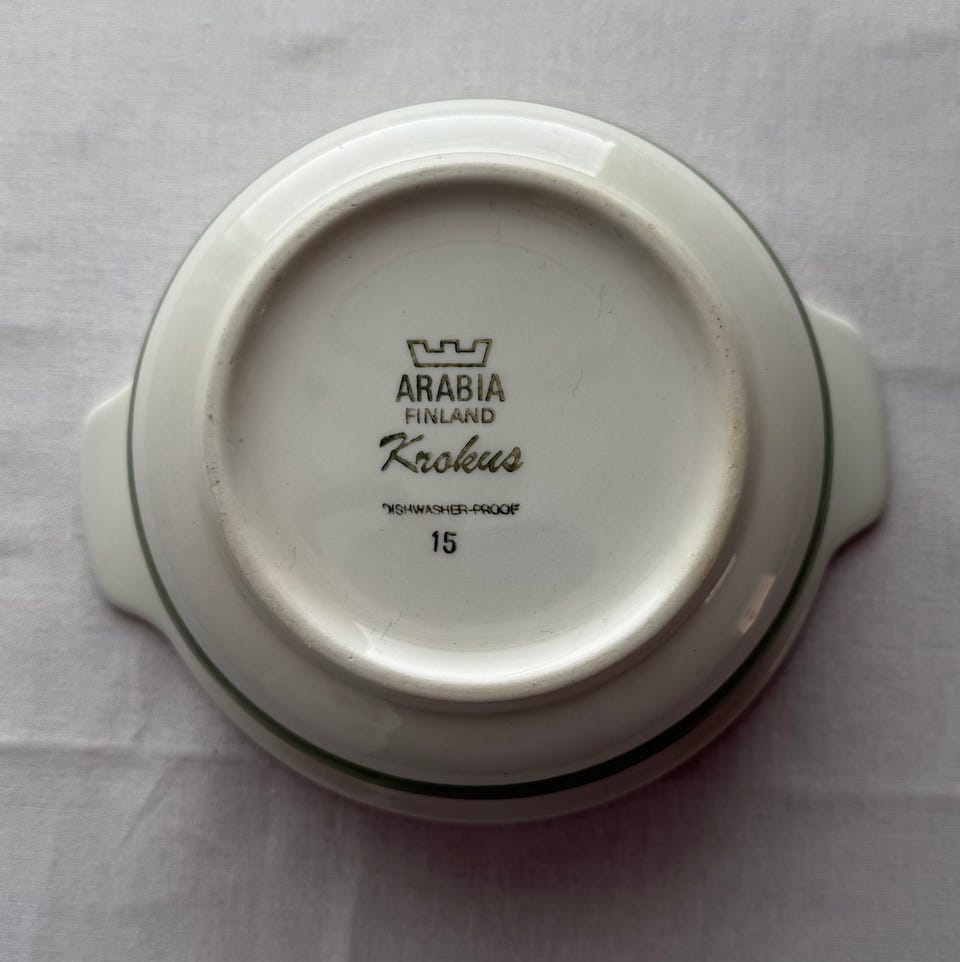 ARABIA
FINLAND
Krokus
DISHWASHER-PROOF
15